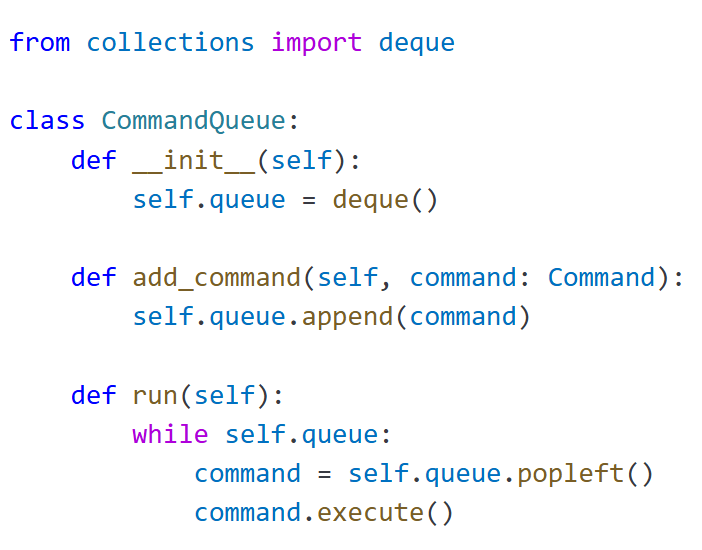 from collections import deque
class CommandQueue:
    def __init__(self):
        self.queue = deque()
    def add_command(self, command: Command):
        self.queue.append(command)
    def run(self):
        while self.queue:
            command = self.queue.popleft()
            command.execute()